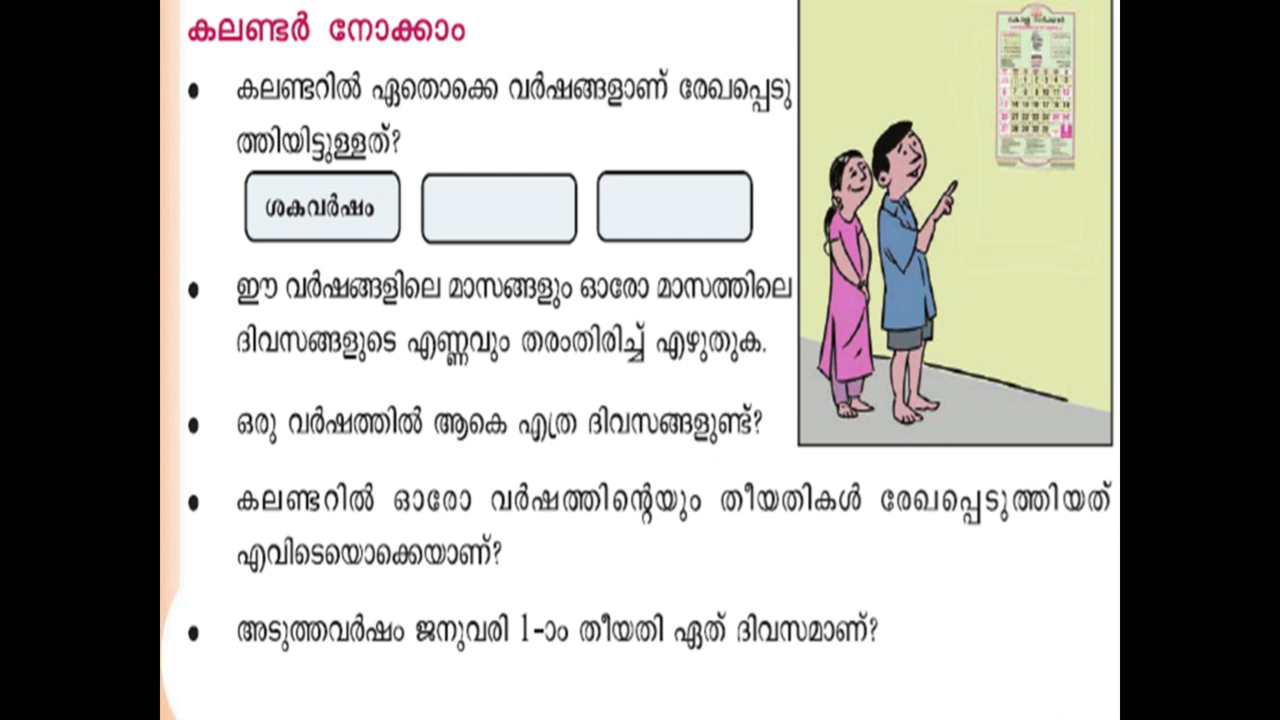 കലണ്ടർ നോക്കാം
• കലണ്ടറിൽ ഏതൊക്കെ വർഷങ്ങളാണ് രേഖപ്പെടു
ത്തിയിട്ടുള്ളത്?
ശകവർഷം
• ഈ വർഷങ്ങളിലെ മാസങ്ങളും ഓരോ മാസത്തിലെ
ദിവസങ്ങളുടെ എണ്ണവും തരംതിരിച്ച് എഴുതുക.
• ഒരു വർഷത്തിൽ ആകെ എത്ര ദിവസങ്ങളുണ്ട്?
• കലണ്ടറിൽ ഓരോ വർഷത്തിന്റെയും തീയതികൾ രേഖപ്പെടുത്തിയത്
എവിടെയൊക്കെയാണ്?
• അടുത്തവർഷം ജനുവരി 1-ാം തീയതി ഏത് ദിവസമാണ്?